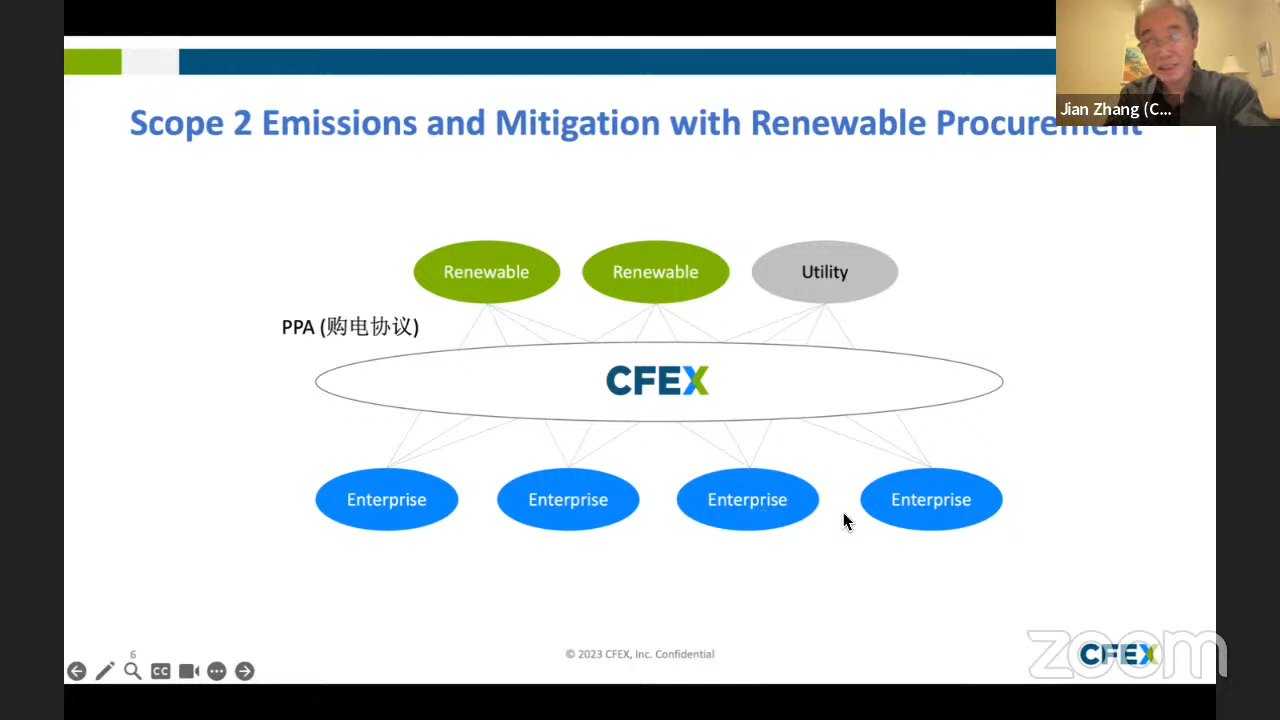 Jian Zhang (C...
Scope 2 Emissions and Mitigation with Renewable Procurement
Renewable
Renewable
Utility
PPA (购电协议)
CFEX
Enterprise
Enterprise
Enterprise
Enterprise
6
© 2023 CFEX, Inc. Confidential
CC
CFEX
zoom